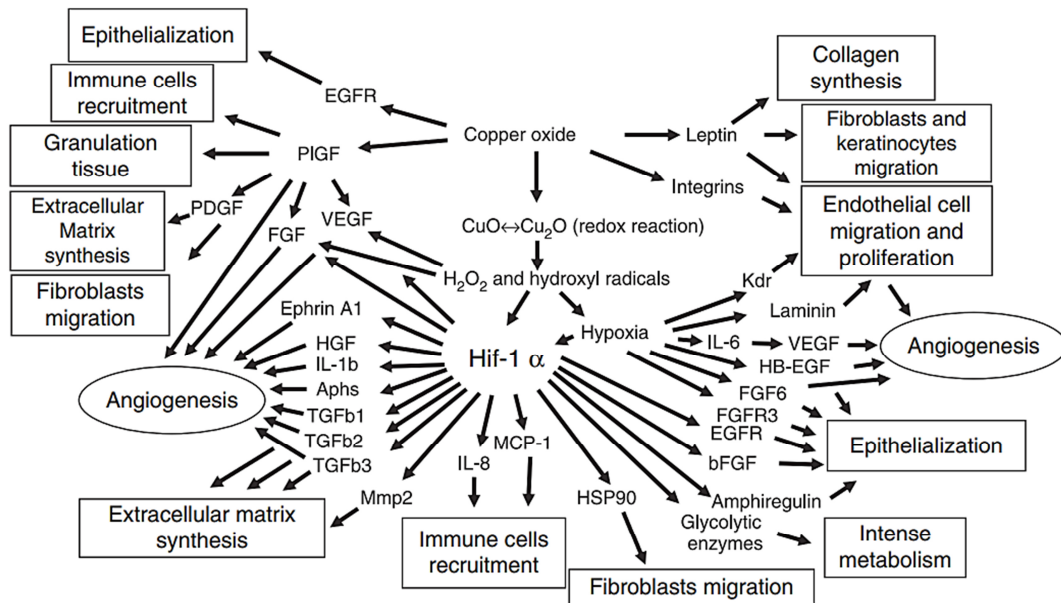 Epithelialization
Immune cells
recruitment
Granulation
tissue
Extracellular
Matrix
synthesis
Fibroblasts
migration
EGFR
PIGF
PDGF
FGF
VEGF
Copper oxide
CuO↔Cu₂O (redox reaction)
H₂O₂ and hydroxyl radicals
Hypoxia
Hif-1 α
Leptin
Integrins
Collagen
synthesis
Fibroblasts and
keratinocytes
migration
Endothelial cell
migration and
proliferation
Kdr
Laminin
IL-6
VEGF
HB-EGF
FGF6
FGFR3
EGFR
bFGF
Amphiregulin
Glycolytic
enzymes
Angiogenesis
Epithelialization
Intense
metabolism
Ephrin A1
HGF
IL-1b
Aphs
TGFb1
TGFb2
TGFb3
Mmp2
IL-8
MCP-1
HSP90
Angiogenesis
Extracellular matrix
synthesis
Immune cells
recruitment
Fibroblasts migration